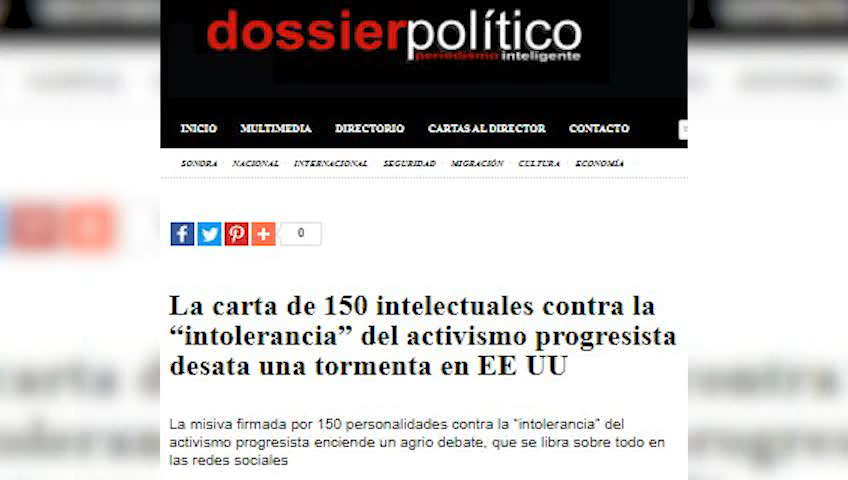 dossierpolítico
periodismo inteligente
INICIO MULTIMEDIA DIRECTORIO CARTAS AL DIRECTOR CONTACTO
SONORA NACIONAL INTERNACIONAL SEGURIDAD MIGRACIÓN CULTURA ECONOMÍA
0
La carta de 150 intelectuales contra la
“intolerancia” del activismo progresista
desata una tormenta en EE UU
La misiva firmada por 150 personalidades contra la “intolerancia” del
activismo progresista enciende un agrio debate, que se libra sobre todo en
las redes sociales